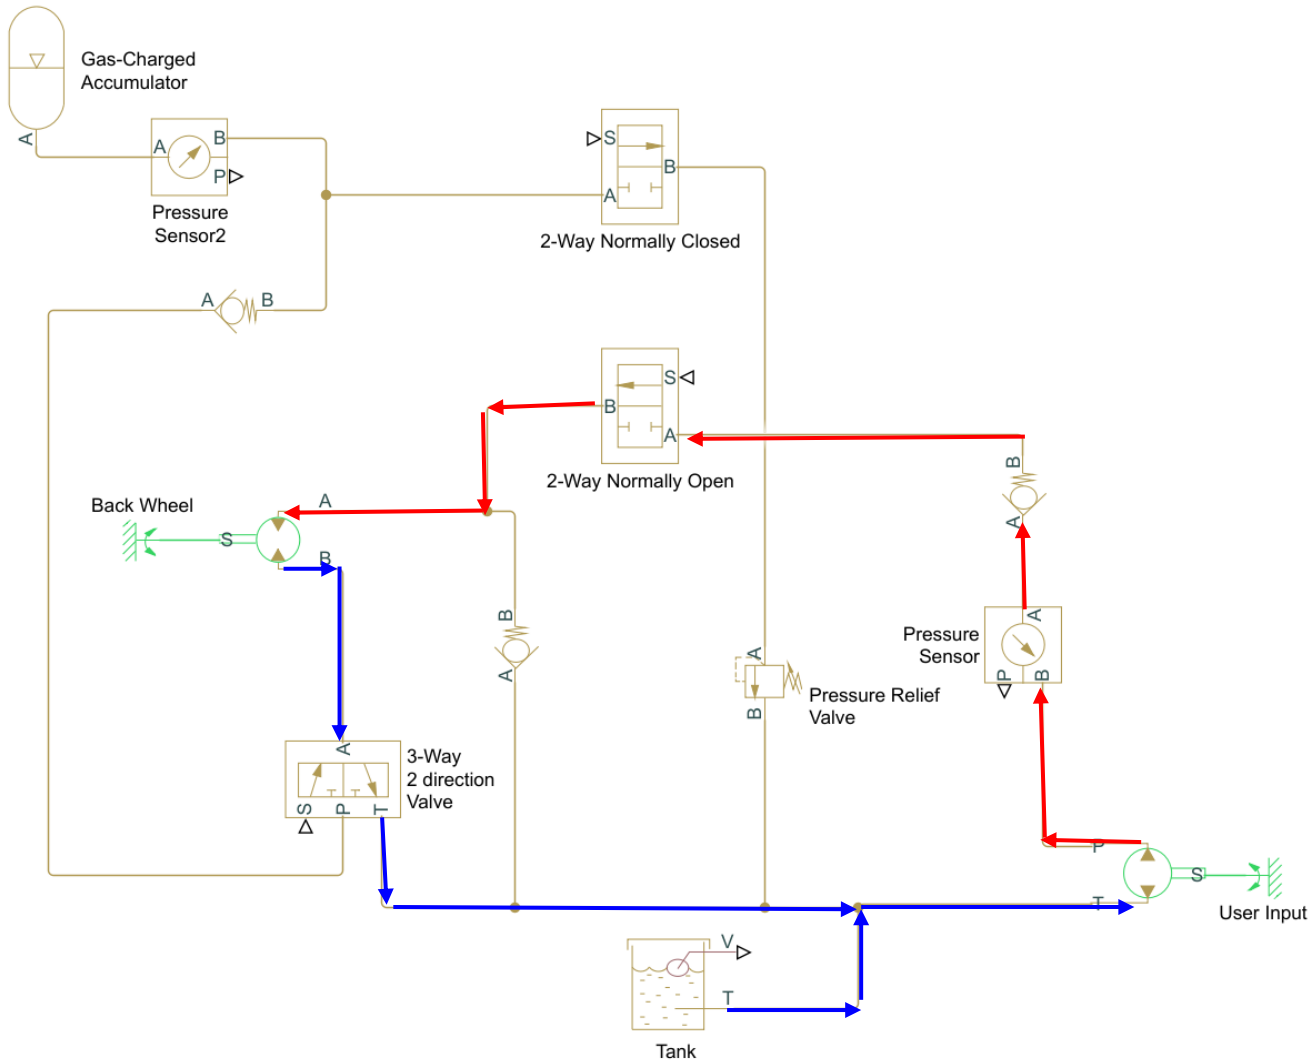 Gas-Charged
Accumulator
A
A
B
P
Pressure
Sensor2
S
B
A
2-Way Normally Closed
A
B
S
B
A
2-Way Normally Open
B
A
Back Wheel
A
S
B
B
A
A
Pressure
Sensor
P
B
A
B
Pressure Relief
Valve
A
3-Way
2 direction
Valve
S
P
T
P
S
T
User Input
V
T
Tank